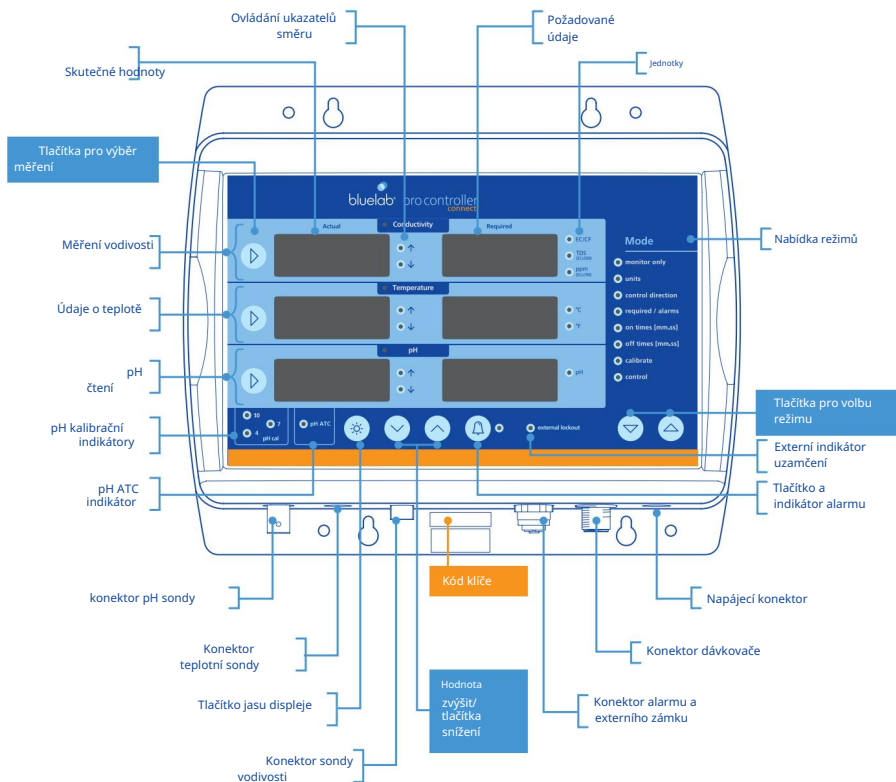 Ovládání ukazatelů
směru
Požadované
údaje
Skutečné hodnoty
Jednotky
Tlačítka pro výběr
měření
bluelab® pro controller
connect
Actual
Conductivity
Required
EC/CF
TDS
ppm
Mode
Nabídka režimů
Měření vodivosti
monitor only
units
control direction
required / alarms
on times [mm.ss]
off times [mm.ss]
calibrate
control
Temperature
°C
°F
Údaje o teplotě
pH
pH
pH
čtení
10
7
4
pH cal
pH ATC
external lockout
pH kalibrační
indikátory
Tlačítka pro volbu
režimu
Externí indikátor
uzamčení
pH ATC
indikátor
Tlačítko a
indikátor alarmu
Kód klíče
konektor pH sondy
Napájecí konektor
Konektor
teplotní sondy
Konektor dávkovače
Tlačítko jasu displeje
Hodnota
zvýšit/
tlačítka
snížení
Konektor alarmu a
externího zámku
Konektor sondy
vodivosti